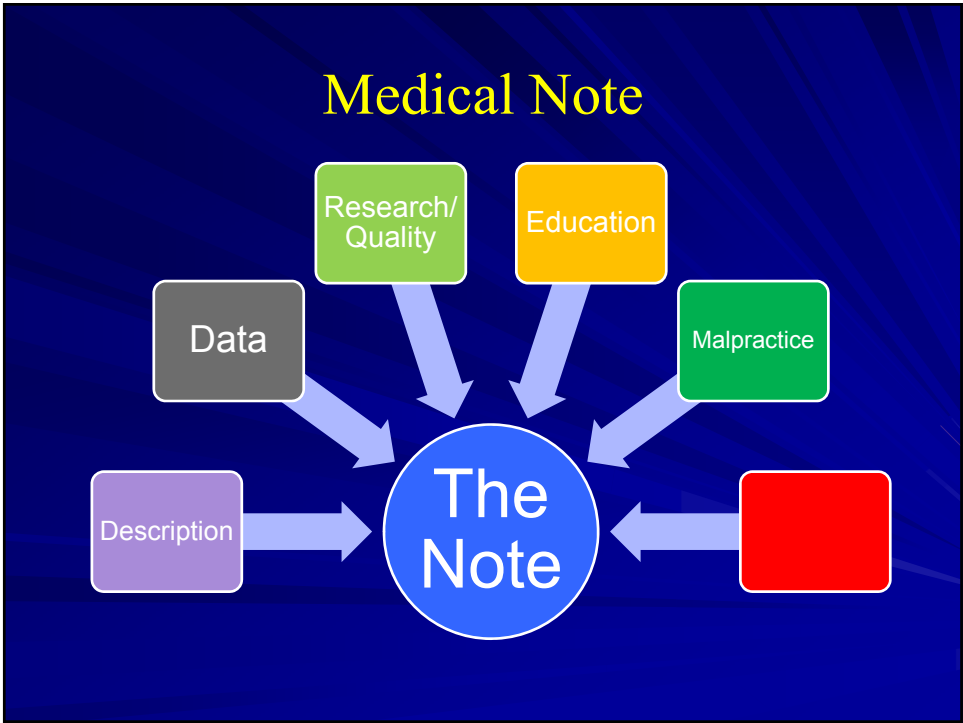 Medical Note
Research/
Quality
Education
Data
Malpractice
Description
The
Note